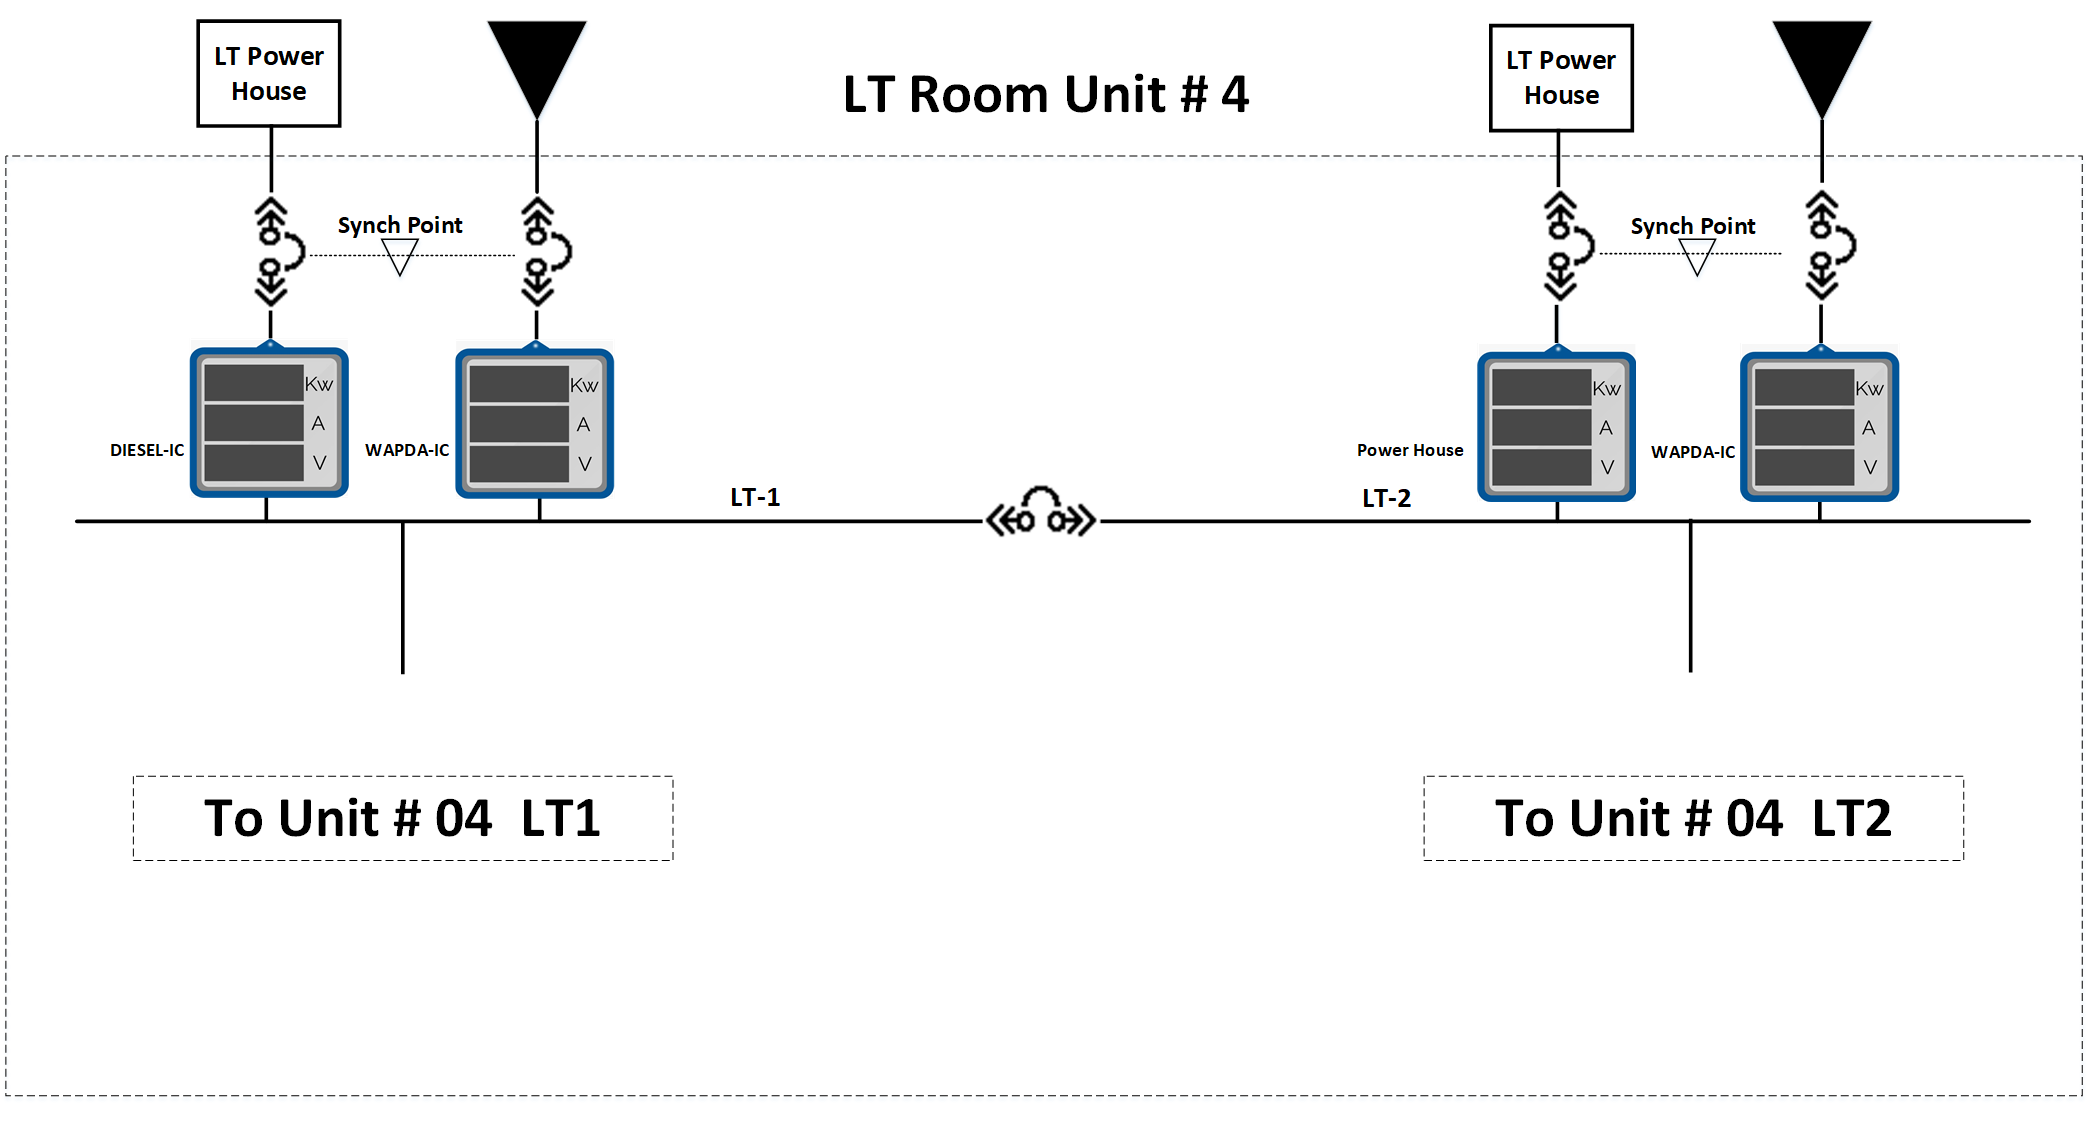 LT Power
House
LT Room Unit # 4
LT Power
House
Synch Point
Synch Point
Kw
A
V
Kw
A
V
Kw
A
V
Kw
A
V
DIESEL-IC
WAPDA-IC
Power House
WAPDA-IC
LT-1
LT-2
To Unit # 04 LT1
To Unit # 04 LT2